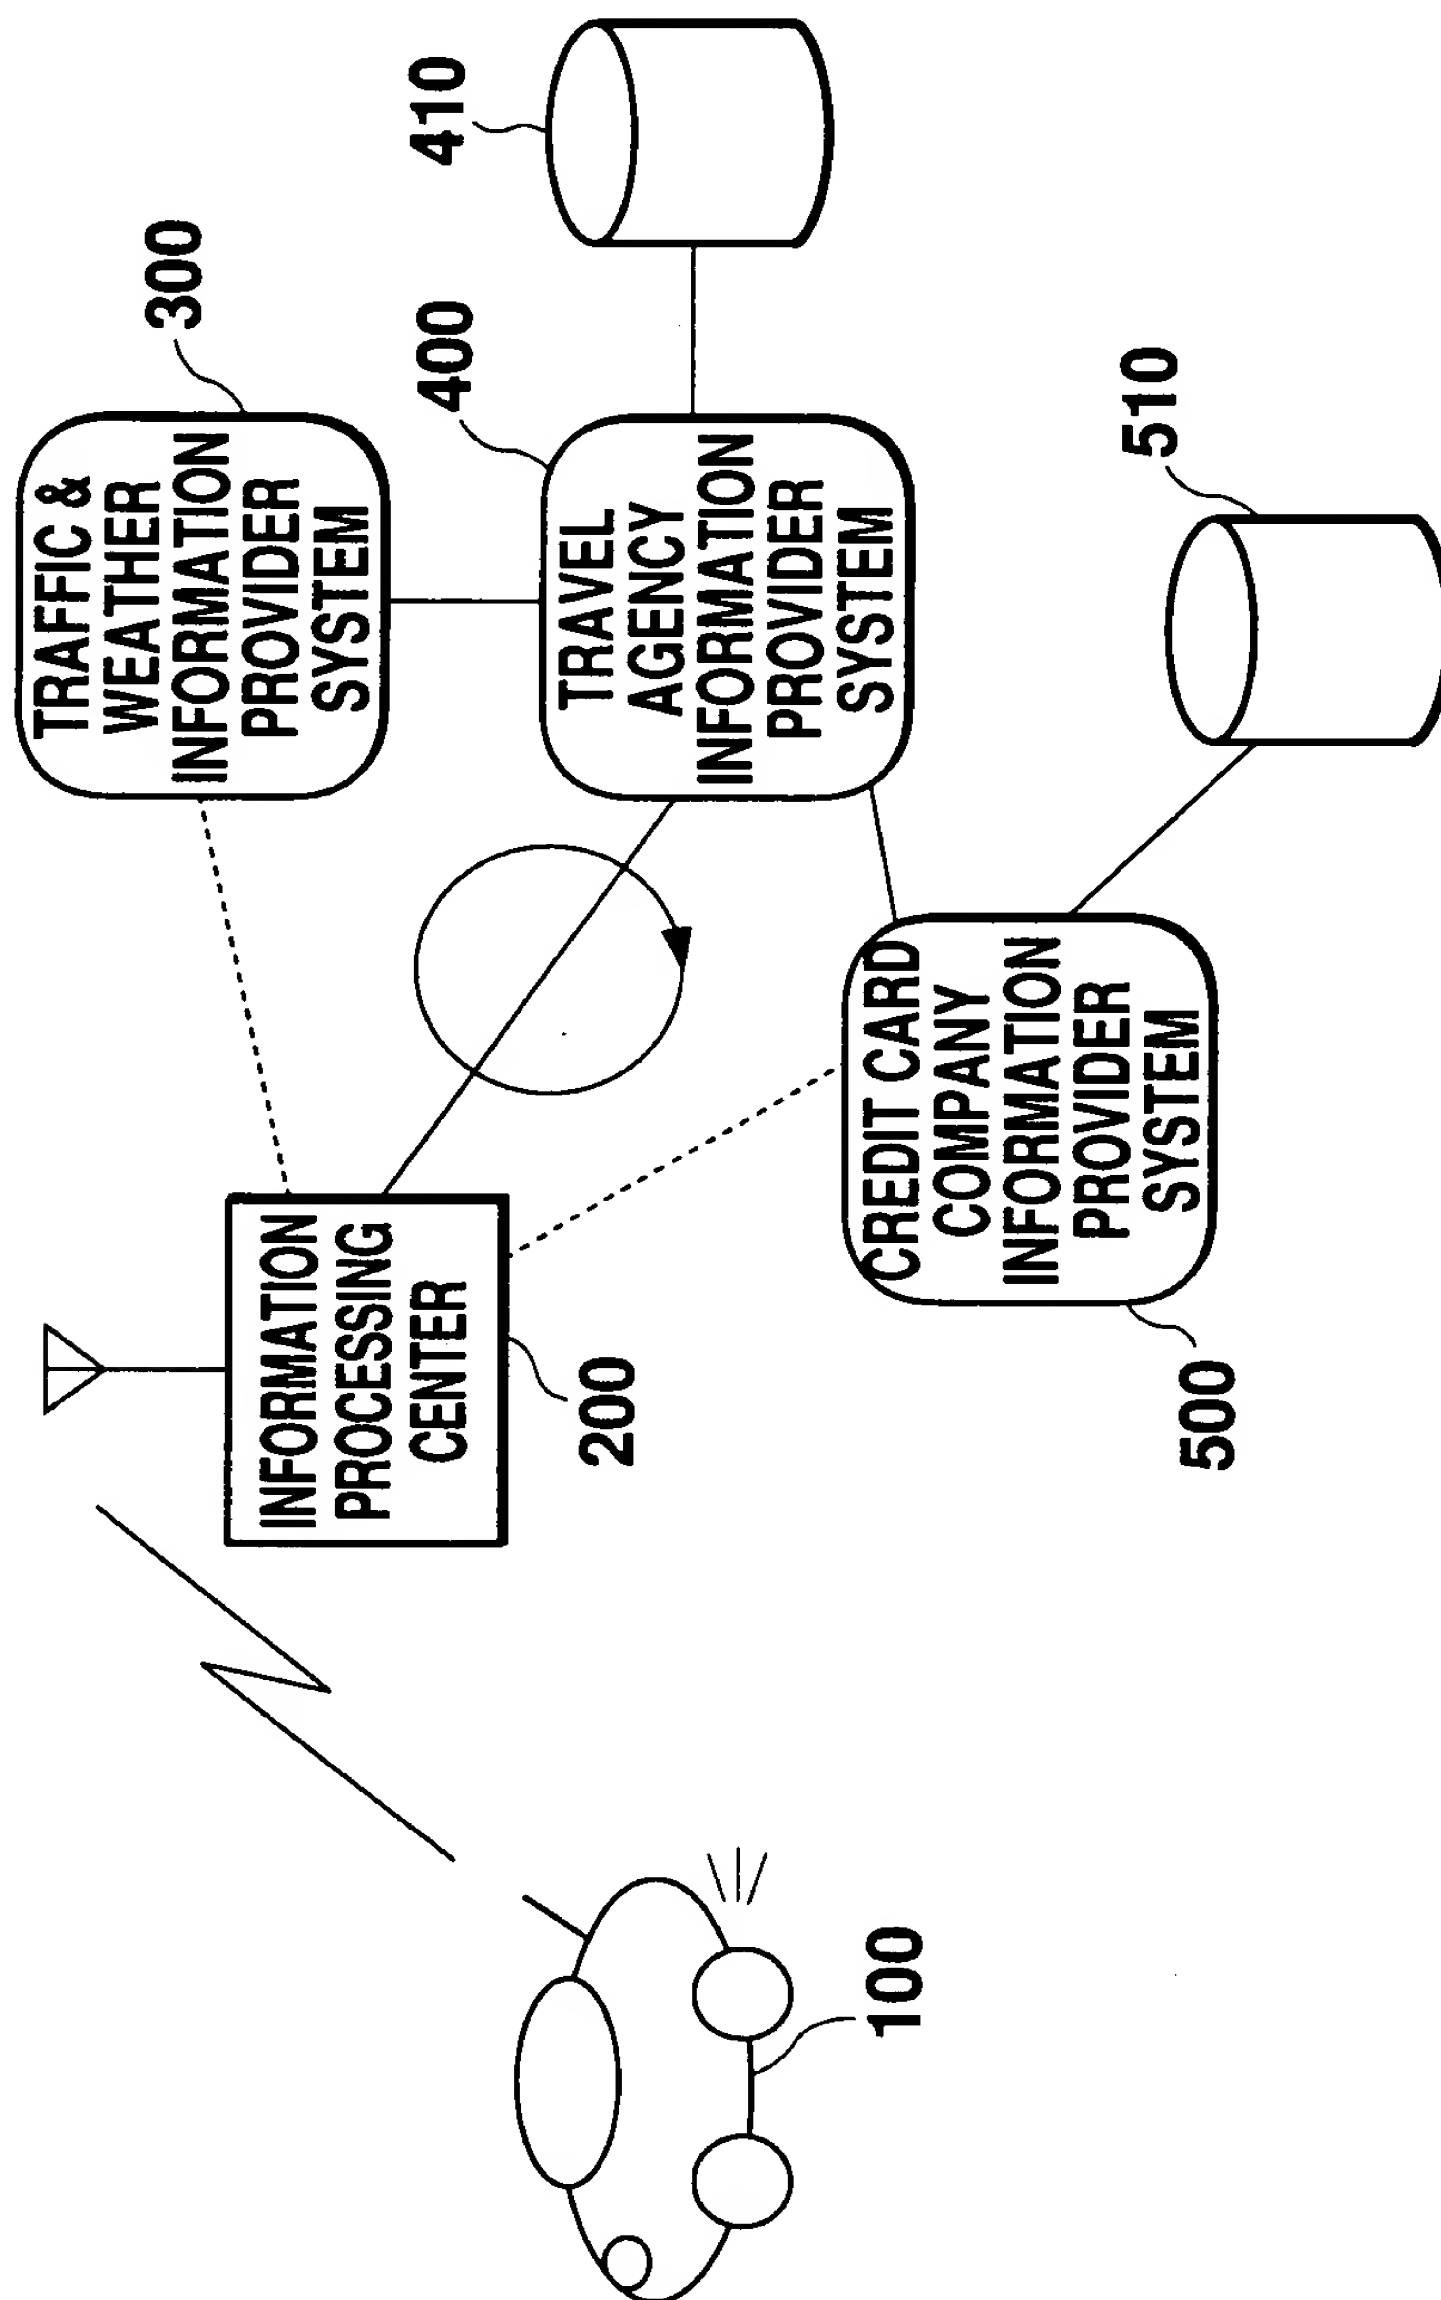 TRAFFIC &
WEATHER
INFORMATION
PROVIDER
SYSTEM
300
INFORMATION
PROCESSING
CENTER
200
TRAVEL
AGENCY
INFORMATION
PROVIDER
SYSTEM
400
410
CREDIT CARD
COMPANY
INFORMATION
PROVIDER
SYSTEM
500
510
100